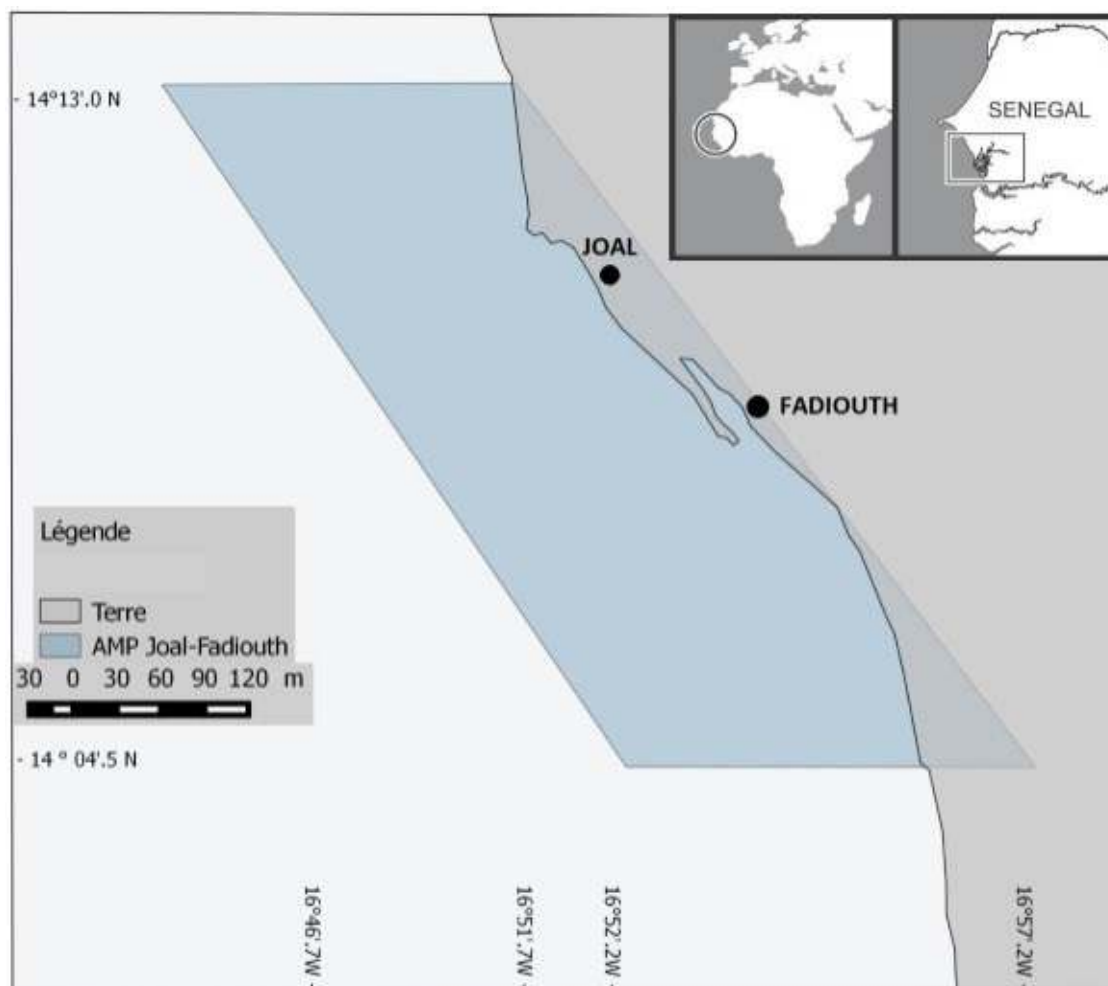 - 14°13'.0 N
SENEGAL
JOAL
FADIOUTH
Légende
Terre
AMP Joal-Fadiouth
30 0 30 60 90 120 m
- 14 ° 04'.5 N
16°46'.7W -
16°51'.7W -
16°52'.2W -
16°57'.2W -